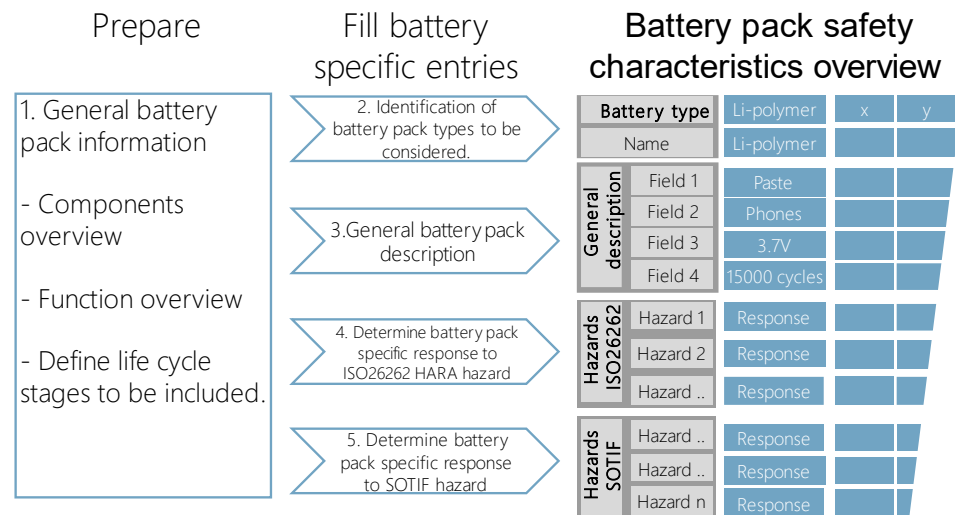 Prepare
Fill battery
specific entries
Battery pack safety
characteristics overview
1. General battery
pack information
- Components
overview
- Function overview
- Define life cycle
stages to be included.
2. Identification of
battery pack types to be
considered.
3.General battery pack
description
4. Determine battery pack
specific response to
ISO26262 HARA hazard
5. Determine battery
pack specific response
to SOTIF hazard
Battery type Li-polymer x y
Name Li-polymer
General
description
Field 1 Paste
Field 2 Phones
Field 3 3.7V
Field 4 15000 cycles
Hazards
ISO26262
Hazard 1 Response
Hazard 2 Response
Hazard .. Response
Hazards
SOTIF
Hazard .. Response
Hazard .. Response
Hazard n Response